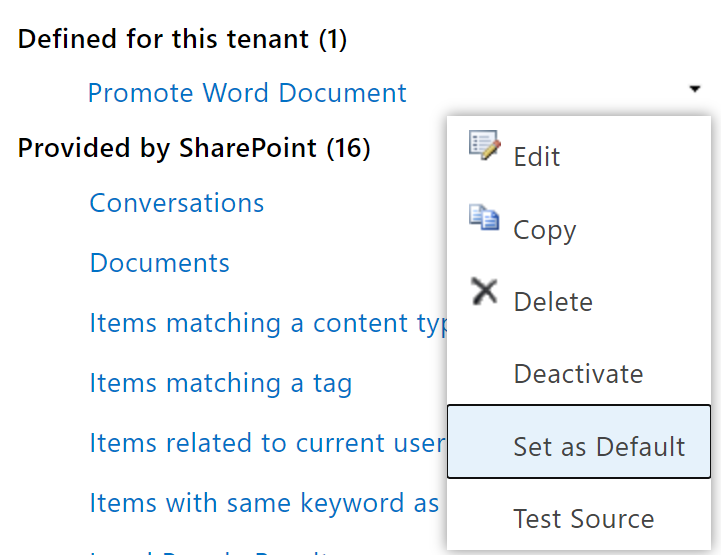 Defined for this tenant (1)
Promote Word Document
Provided by SharePoint (16)
Conversations
Documents
Items matching a content typ
Items matching a tag
Items related to current user
Items with same keyword as
Edit
Copy
Delete
Deactivate
Set as Default
Test Source